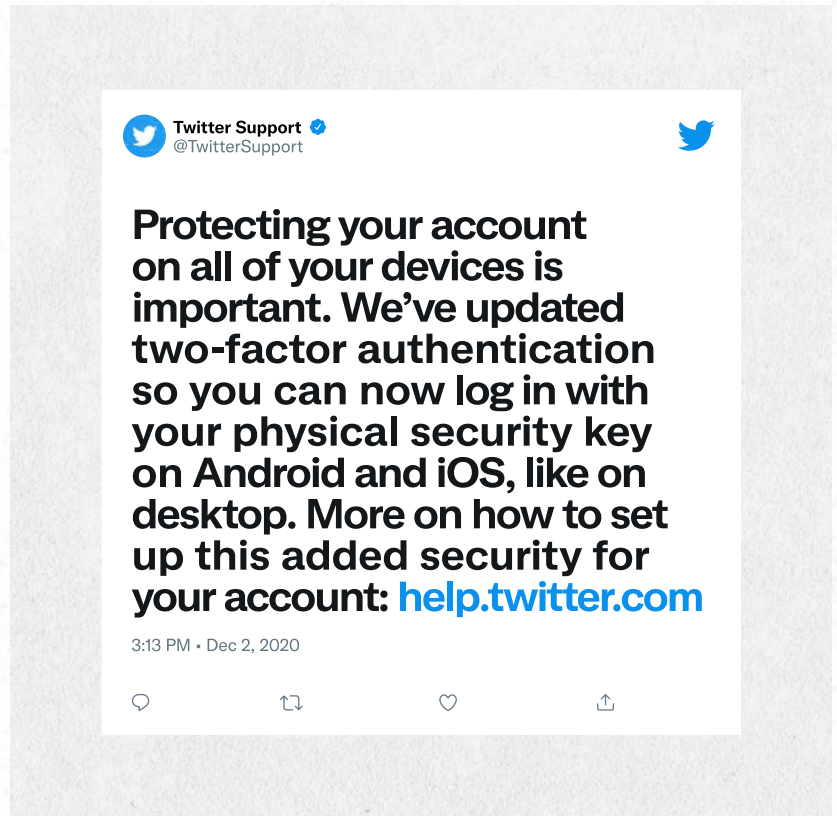 Twitter Support
@TwitterSupport
Protecting your account
on all of your devices is
important. We’ve updated
two-factor authentication
so you can now log in with
your physical security key
on Android and iOS, like on
desktop. More on how to set
up this added security for
your account: help.twitter.com
3:13 PM • Dec 2, 2020